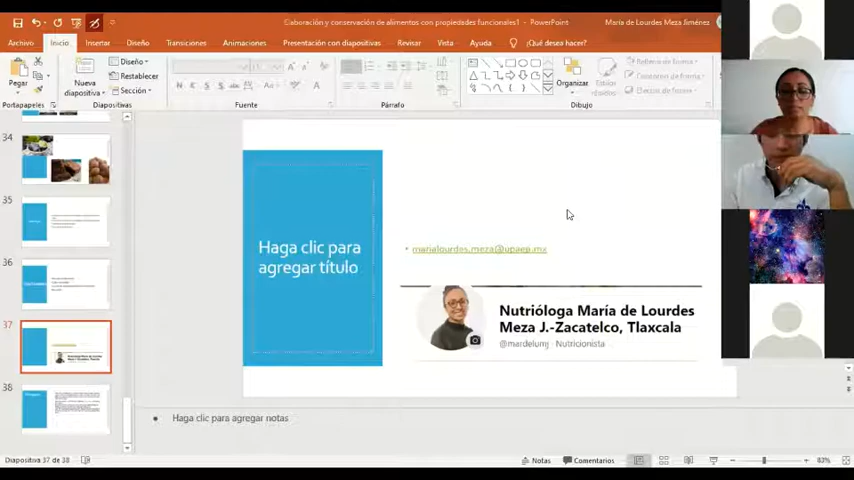 Elaboración y conservación de alimentos con propiedades funcionales1 - PowerPoint
María de Lourdes Meza Jiménez
Archivo
Inicio
Insertar
Diseño
Transiciones
Animaciones
Presentación con diapositivas
Revisar
Vista
Ayuda
¿Qué desea hacer?
Pegar
Nueva diapositiva
Diseño
Restablecer
Sección
N
Organizar
Estilos rápidos
Relleno de forma
Contorno de forma
Efectos de forma
Portapapeles
Diapositivas
Fuente
Párrafo
Dibujo
34
35
36
37
38
Haga clic para
agregar título
marialourdes.meza@upaep.mx
Nutrióloga María de Lourdes
Meza J.-Zacatelco, Tlaxcala
@mardelumj · Nutricionista
Haga clic para agregar notas
Diapositiva 37 de 38
Notas
Comentarios
83%